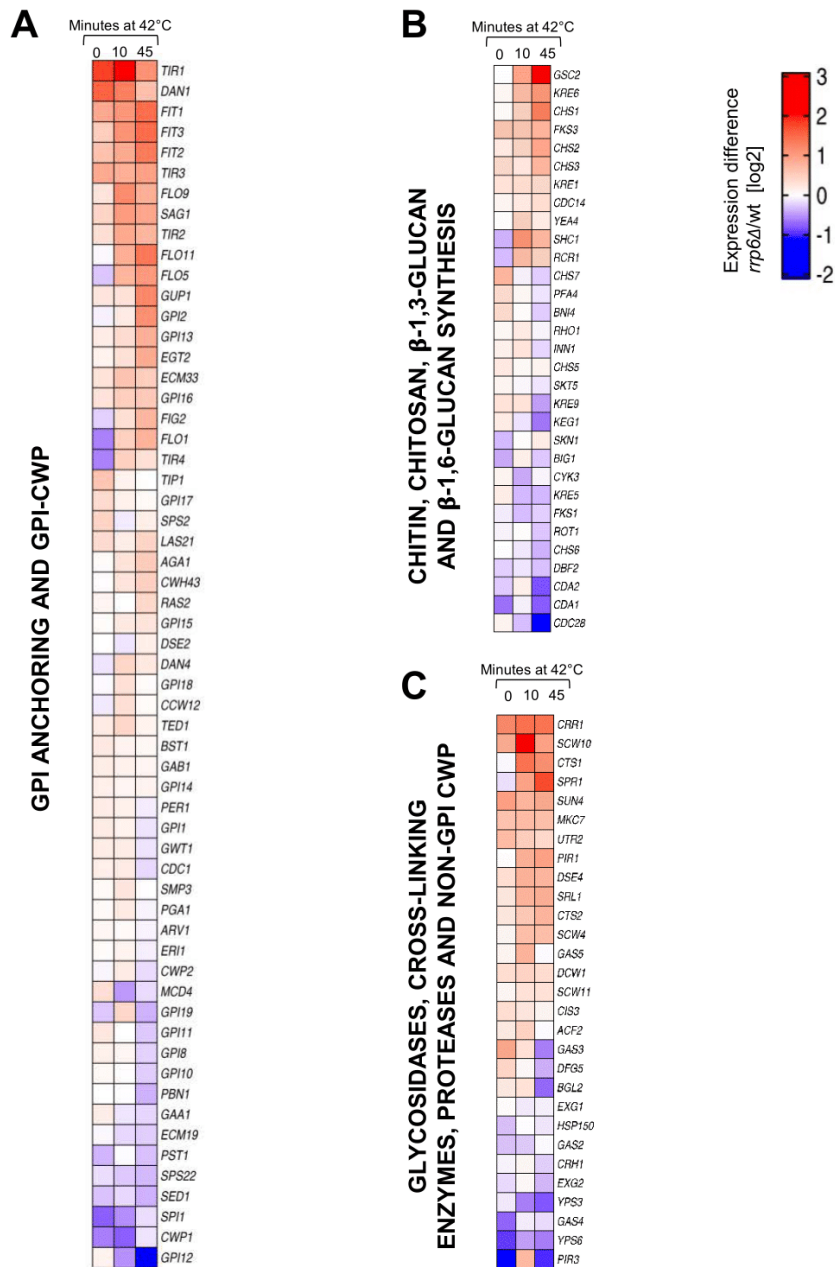 A
Minutes at 42°C
0 10 45
TIR1
DAN1
FIT1
FIT3
FIT2
TIR3
FLO9
SAG1
TIR2
FLO11
FLO5
GUP1
GPI2
GPI13
EGT2
ECM33
GPI16
FIG2
FLO1
TIR4
TIP1
GPI17
SPS2
LAS21
AGA1
CWH43
RAS2
GPI15
DSE2
DAN4
GPI18
CCW12
TED1
BST1
GAB1
GPI14
PER1
GPI1
GWT1
CDC1
SMP3
PGA1
ARV1
ERI1
CWP2
MCD4
GPI19
GPI11
GPI8
GPI10
PBN1
GAA1
ECM19
PST1
SPS22
SED1
SPI1
CWP1
GPI12
GPI ANCHORING AND GPI-CWP
B
Minutes at 42°C
0 10 45
GSC2
KRE6
CHS1
FKS3
CHS2
CHS3
KRE1
CDC14
YEA4
SHC1
RCR1
CHS7
PFA4
BNI4
RHO1
INN1
CHS5
SKT5
KRE9
KEG1
SKN1
BIG1
CYK3
KRE5
FKS1
ROT1
CHS6
DBF2
CDA2
CDA1
CDC28
CHITIN, CHITOSAN, β-1,3-GLUCAN
AND β-1,6-GLUCAN SYNTHESIS
Expression difference
rrp6Δ/wt [log2]
3
2
1
0
-1
-2
C
Minutes at 42°C
0 10 45
CRR1
SCW10
CTS1
SPR1
SUN4
MKC7
UTR2
PIR1
DSE4
SRL1
CTS2
SCW4
GAS5
DCW1
SCW11
CIS3
ACF2
GAS3
DFG5
BGL2
EXG1
HSP150
GAS2
CRH1
EXG2
YPS3
GAS4
YPS6
PIR3
GLYCOSIDASES, CROSS-LINKING
ENZYMES, PROTEASES AND NON-GPI CWP